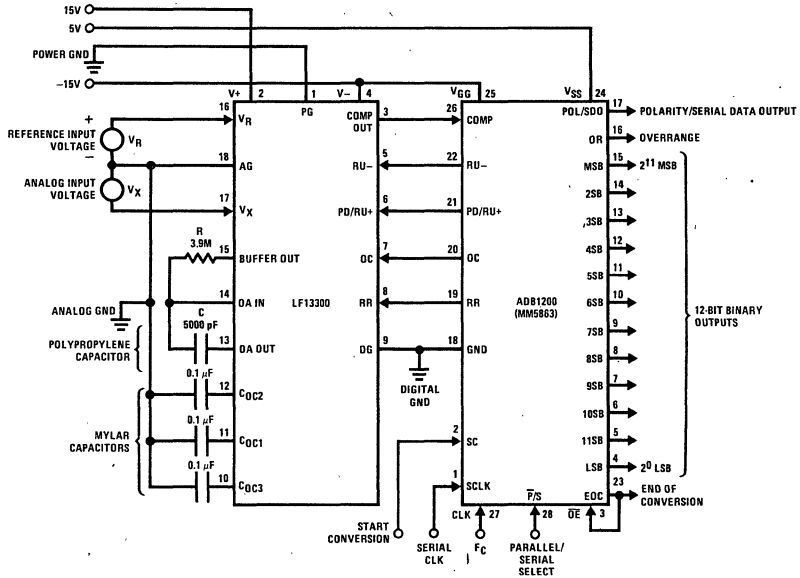 15V
5V
POWER GND
−15V
V+ 2
1
PG
V− 4
VGG 25
VSS 24
16
VR
COMP OUT
3
26
COMP
POL/SDO
17
POLARITY/SERIAL DATA OUTPUT
+
REFERENCE INPUT VOLTAGE
VR
−
OR
16
OVERRANGE
18
AG
RU−
5
22
RU−
MSB
15
2^11 MSB
ANALOG INPUT VOLTAGE
VX
2SB
14
17
VX
PD/RU+
6
21
PD/RU+
3SB
13
R
3.9M
4SB
12
15
BUFFER OUT
OC
7
20
OC
5SB
11
14
OA IN
LF13300
RR
8
19
RR
ADB1200
(MM5863)
6SB
10
12-BIT BINARY OUTPUTS
ANALOG GND
C
5000 pF
7SB
9
POLYPROPYLENE CAPACITOR
13
OA OUT
DG
9
18
GND
8SB
8
0.1 µF
12
COC2
DIGITAL GND
9SB
7
10SB
6
MYLAR CAPACITORS
0.1 µF
11
COC1
2
SC
11SB
5
0.1 µF
10
COC3
1
SCLK
LSB
4
2^0 LSB
EOC
23
END OF CONVERSION
CLK 27
P̅/S
28
O̅E̅ 3
START CONVERSION
SERIAL CLK
FC
PARALLEL/ SERIAL SELECT